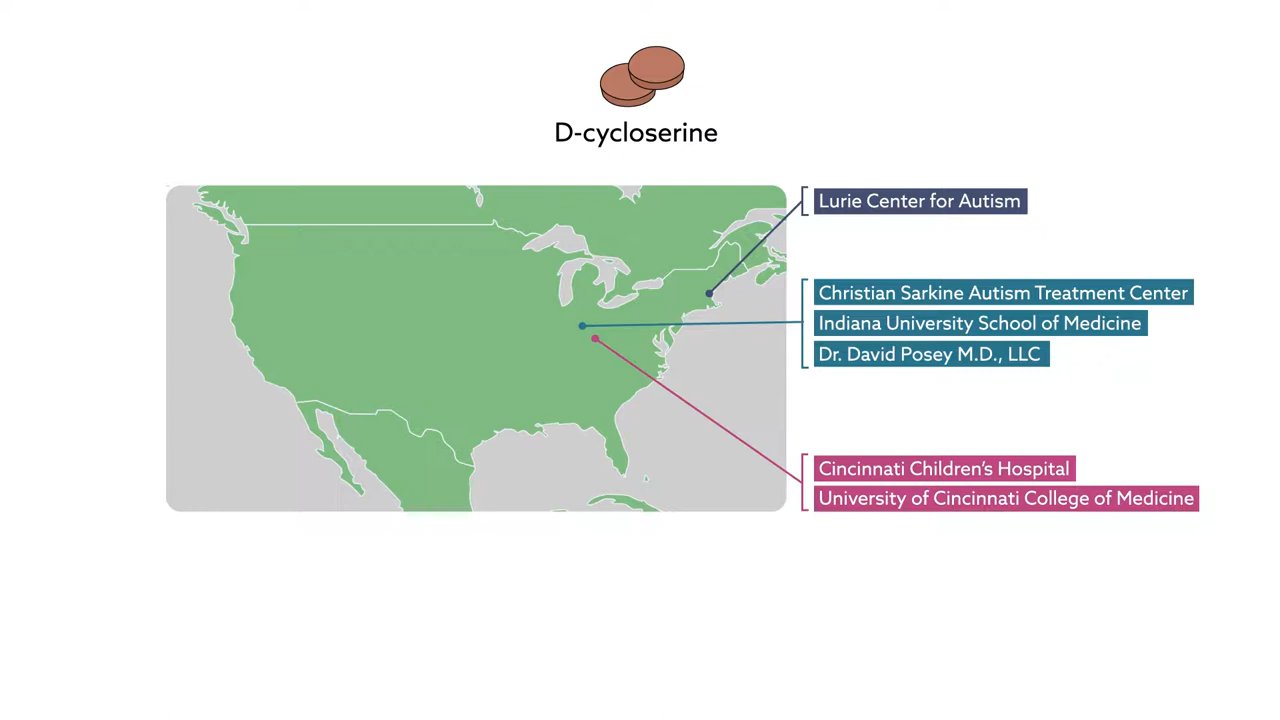 D-cycloserine
Lurie Center for Autism
Christian Sarkine Autism Treatment Center
Indiana University School of Medicine
Dr. David Posey M.D., LLC
Cincinnati Children’s Hospital
University of Cincinnati College of Medicine